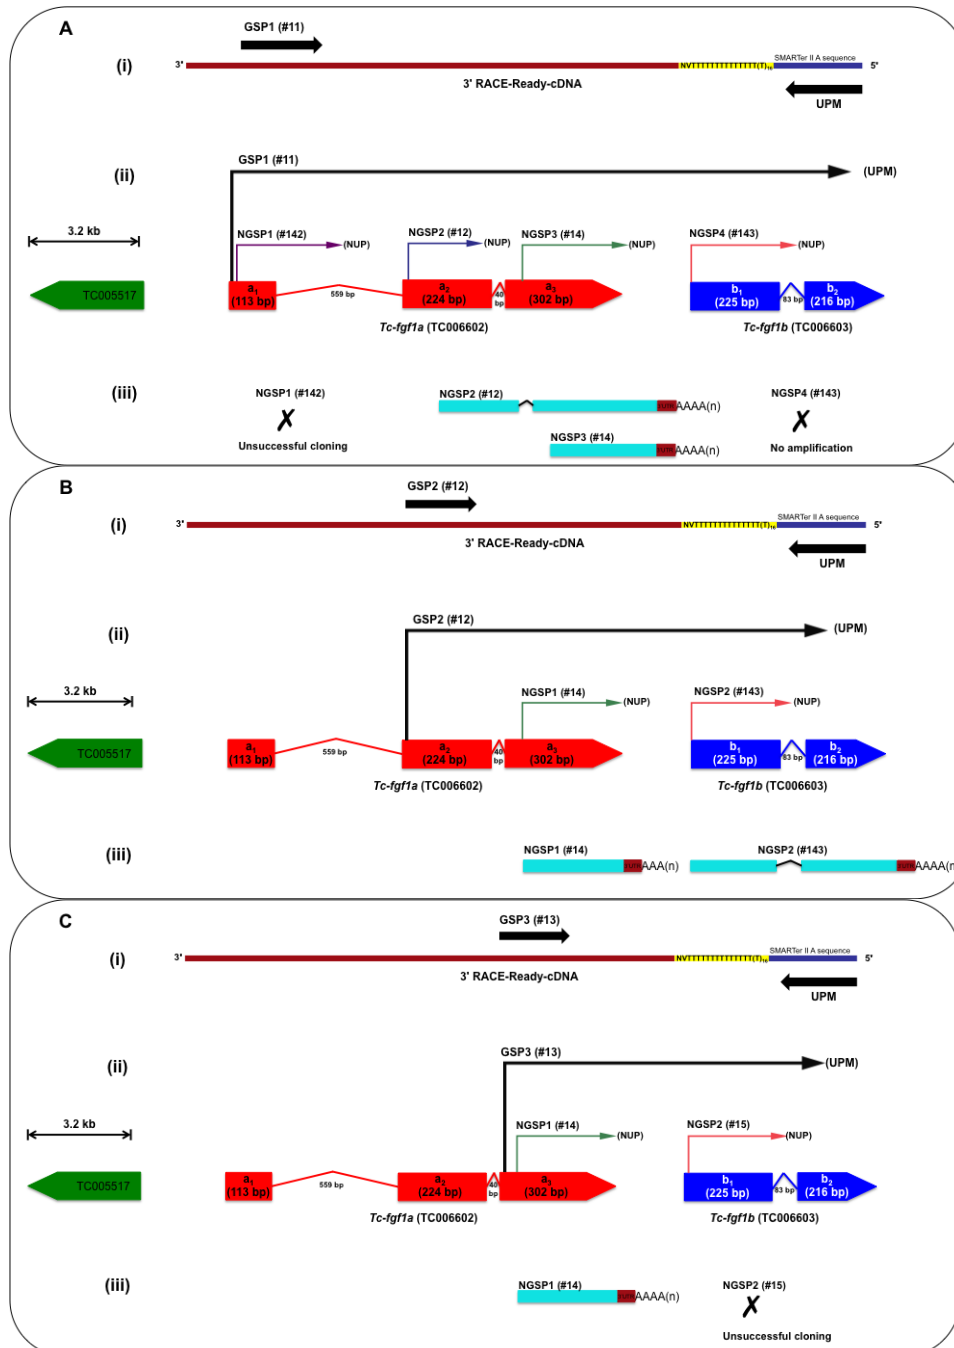 A
GSP1 (#11)
(i)
3'
NVTTTTTTTTTTTTTT(T)16
SMARTer II A sequence
5'
3' RACE-Ready-cDNA
UPM
(ii)
GSP1 (#11)
(UPM)
3.2 kb
NGSP1 (#142)
(NUP)
NGSP2 (#12)
(NUP)
NGSP3 (#14)
(NUP)
NGSP4 (#143)
(NUP)
TC005517
a1
(113 bp)
559 bp
a2
(224 bp)
40
bp
a3
(302 bp)
b1
(225 bp)
83 bp
b2
(216 bp)
Tc-fgf1a (TC006602)
Tc-fgf1b (TC006603)
(iii)
NGSP1 (#142)
✗
Unsuccessful cloning
NGSP2 (#12)
AAAA(n)
NGSP3 (#14)
AAAA(n)
NGSP4 (#143)
✗
No amplification
B
GSP2 (#12)
(i)
3'
NVTTTTTTTTTTTTTT(T)16
SMARTer II A sequence
5'
3' RACE-Ready-cDNA
UPM
(ii)
GSP2 (#12)
(UPM)
3.2 kb
NGSP1 (#14)
(NUP)
NGSP2 (#143)
(NUP)
TC005517
a1
(113 bp)
559 bp
a2
(224 bp)
40
bp
a3
(302 bp)
b1
(225 bp)
83 bp
b2
(216 bp)
Tc-fgf1a (TC006602)
Tc-fgf1b (TC006603)
(iii)
NGSP1 (#14)
AAA(n)
NGSP2 (#143)
AAAA(n)
C
GSP3 (#13)
(i)
3'
NVTTTTTTTTTTTTTT(T)16
SMARTer II A sequence
5'
3' RACE-Ready-cDNA
UPM
(ii)
GSP3 (#13)
(UPM)
3.2 kb
NGSP1 (#14)
(NUP)
NGSP2 (#15)
(NUP)
TC005517
a1
(113 bp)
559 bp
a2
(224 bp)
40
bp
a3
(302 bp)
b1
(225 bp)
83 bp
b2
(216 bp)
Tc-fgf1a (TC006602)
Tc-fgf1b (TC006603)
(iii)
NGSP1 (#14)
AAAA(n)
NGSP2 (#15)
✗
Unsuccessful cloning